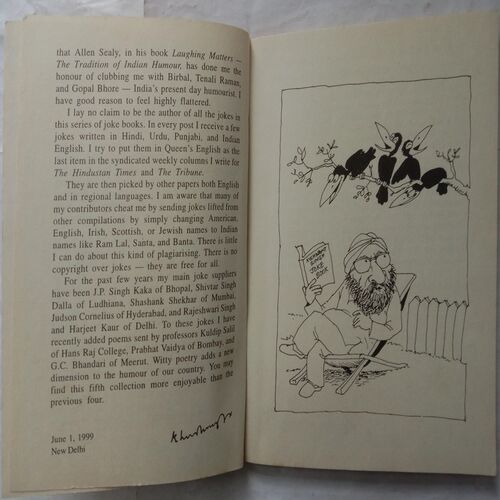 that Allen Sealy, in his book Laughing Matters —
The Tradition of Indian Humour, has done me the
honour of clubbing me with Birbal, Tenali Raman,
and Gopal Bhore — India's present day humourist. I
have good reason to feel highly flattered.
I lay no claim to be the author of all the jokes in
this series of joke books. In every post I receive a few
jokes written in Hindi, Urdu, Punjabi, and Indian
English. I try to put them in Queen's English as the
last item in the syndicated weekly columns I write for
The Hindustan Times and The Tribune.
They are then picked by other papers both English
and in regional languages. I am aware that many of
my contributors cheat me by sending jokes lifted from
other compilations by simply changing American,
English, Irish, Scottish, or Jewish names to Indian
names like Ram Lal, Santa, and Banta. There is little
I can do about this kind of plagiarising. There is no
copyright over jokes — they are free for all.
For the past few years my main joke suppliers
have been J.P. Singh Kaka of Bhopal, Shivtar Singh
Dalla of Ludhiana, Shashank Shekhar of Mumbai,
Judson Cornelius of Hyderabad, and Rajeshwari Singh
and Harjeet Kaur of Delhi. To these jokes I have
recently added poems sent by professors Kuldip Salil
of Hans Raj College, Prabhat Vaidya of Bombay, and
G.C. Bhandari of Meerut. Witty poetry adds a new
dimension to the humour of our country. You may
find this fifth collection more enjoyable than the
previous four.
June 1, 1999
New Delhi
KHUSHWANT
SINGH
JOKE
BOOK